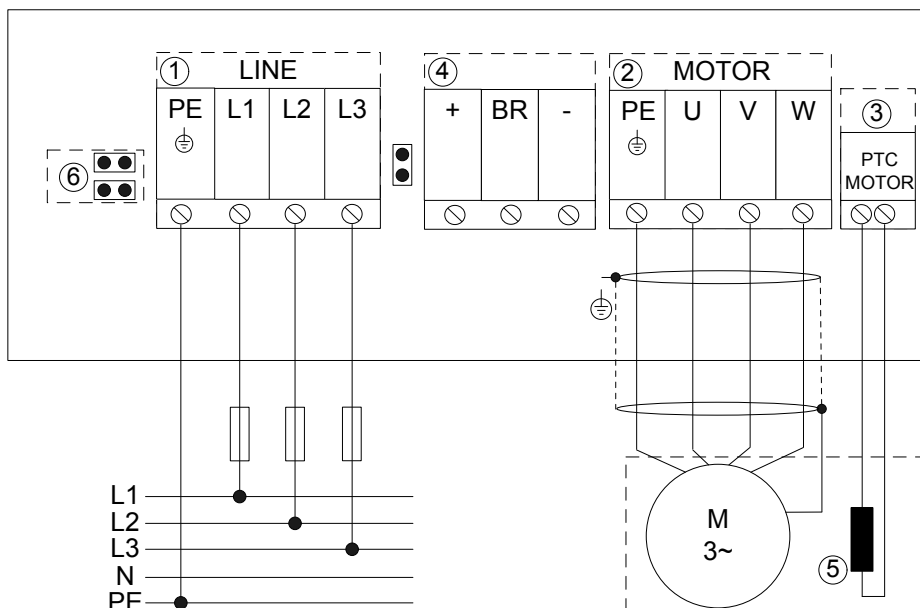 1 LINE
PE L1 L2 L3
4
+ BR -
2 MOTOR
PE U V W
3
PTC
MOTOR
6
L1
L2
L3
N
PE
M
3~
5